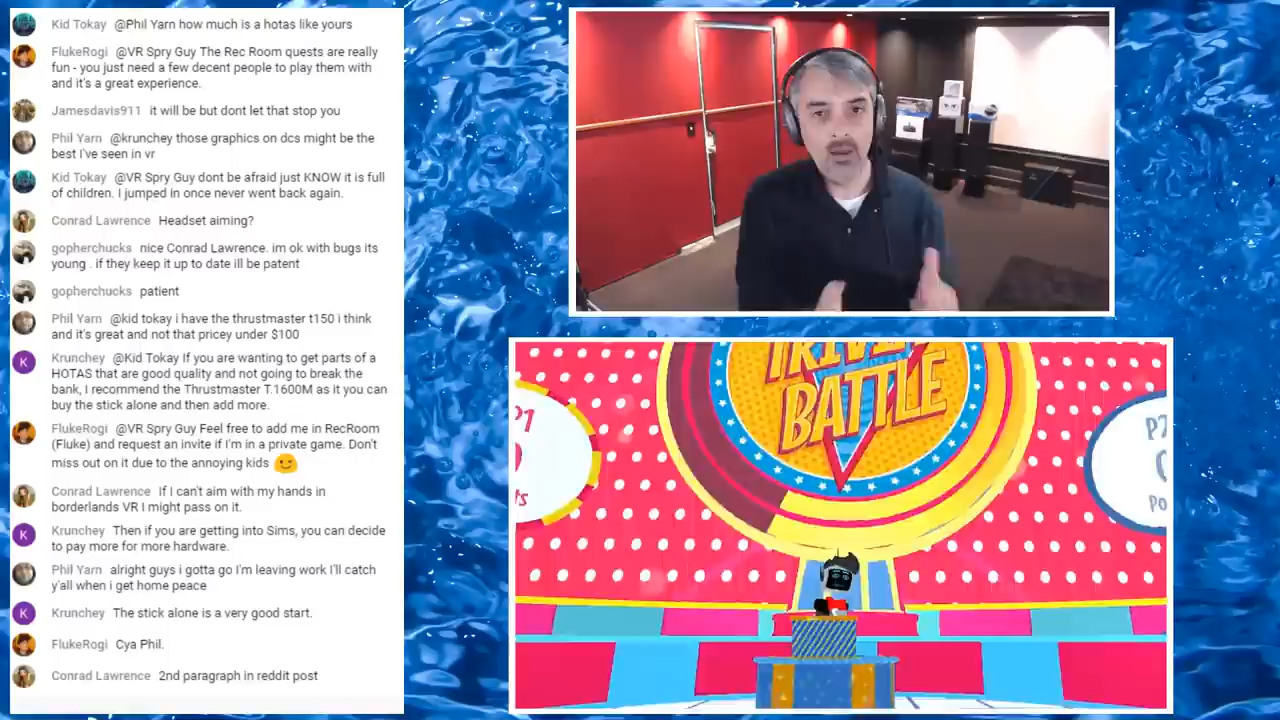 Kid Tokay @Phil Yarn how much is a hotas like yours
FlukeRogi @VR Spry Guy The Rec Room quests are really
fun - you just need a few decent people to play them with
and it's a great experience.
Jamesdavis911 it will be but dont let that stop you
Phil Yarn @krunchey those graphics on dcs might be the
best I've seen in vr
Kid Tokay @VR Spry Guy dont be afraid just KNOW it is full
of children. I jumped in once never went back again.
Conrad Lawrence Headset aiming?
gopherchucks nice Conrad Lawrence. im ok with bugs its
young . if they keep it up to date ill be patent
gopherchucks patient
Phil Yarn @kid tokay i have the thrustmaster t150 i think
and it's great and not that pricey under $100
K
Krunchey @Kid Tokay If you are wanting to get parts of a
HOTAS that are good quality and not going to break the
bank, I recommend the Thrustmaster T.1600M as it you can
buy the stick alone and then add more.
FlukeRogi @VR Spry Guy Feel free to add me in RecRoom
(Fluke) and request an invite if I'm in a private game. Don't
miss out on it due to the annoying kids
Conrad Lawrence If I can't aim with my hands in
borderlands VR I might pass on it.
K
Krunchey Then if you are getting into Sims, you can decide
to pay more for more hardware.
Phil Yarn alright guys i gotta go I'm leaving work I'll catch
y'all when i get home peace
K
Krunchey The stick alone is a very good start.
FlukeRogi Cya Phil.
Conrad Lawrence 2nd paragraph in reddit post
BATTLE
P1